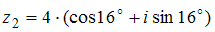 z₂ = 4 · (cos16° + i sin 16°)